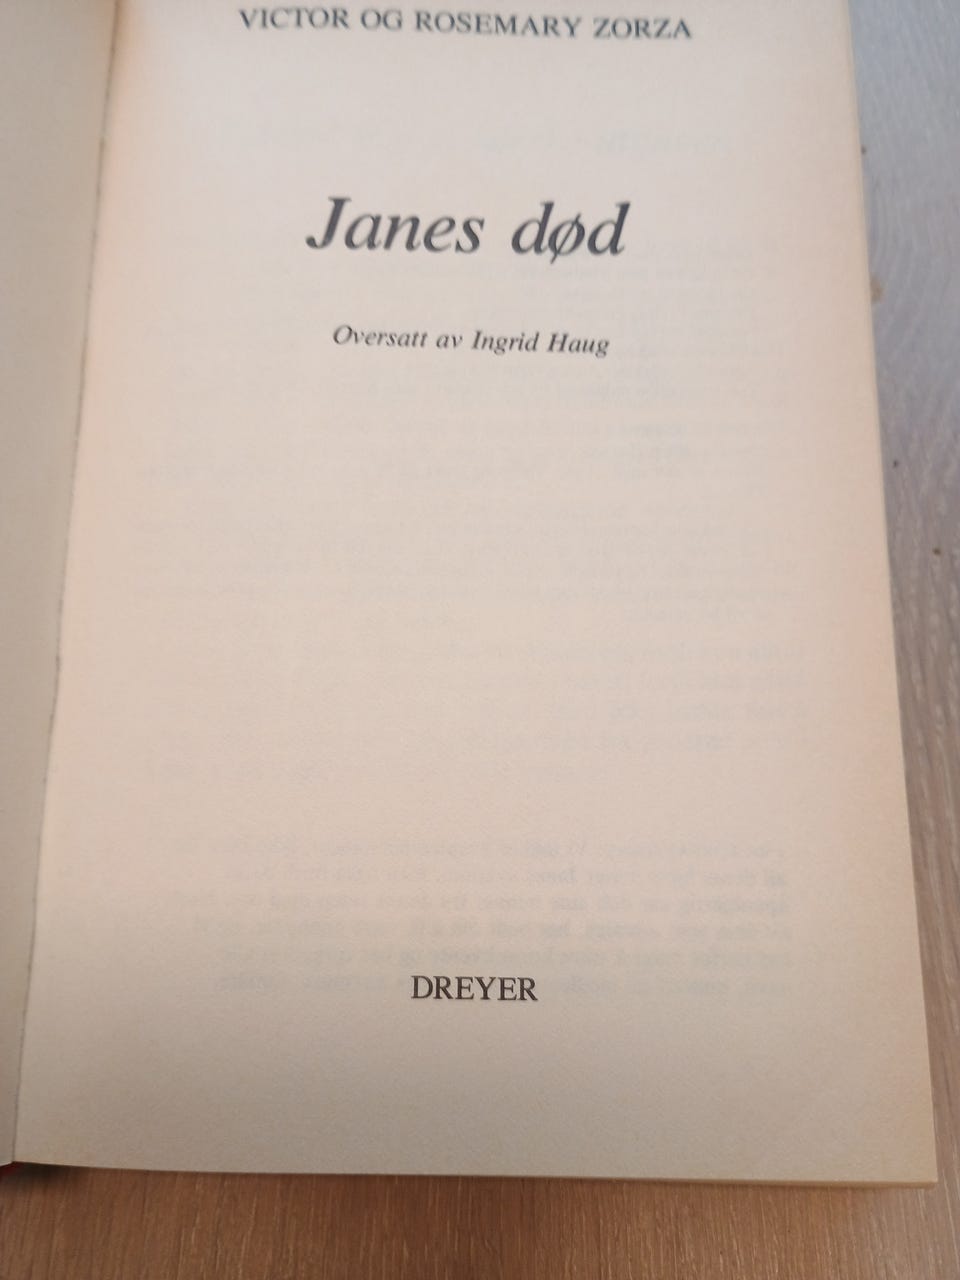 VICTOR OG ROSEMARY ZORZA
Janes død
Oversatt av Ingrid Haug
DREYER